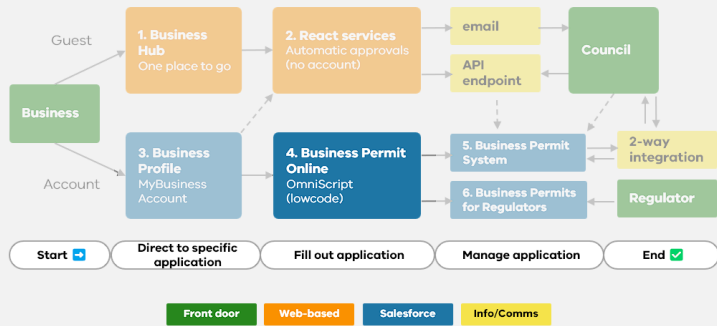 Guest
Business
Account
1. Business
Hub
One place to go
2. React services
Automatic approvals
(no account)
email
API
endpoint
Council
3. Business
Profile
MyBusiness
Account
4. Business Permit
Online
OmniScript
(lowcode)
5. Business Permit
System
6. Business Permits
for Regulators
2-way
integration
Regulator
Start ➡️
Direct to specific
application
Fill out application
Manage application
End ✅
Front door
Web-based
Salesforce
Info/Comms